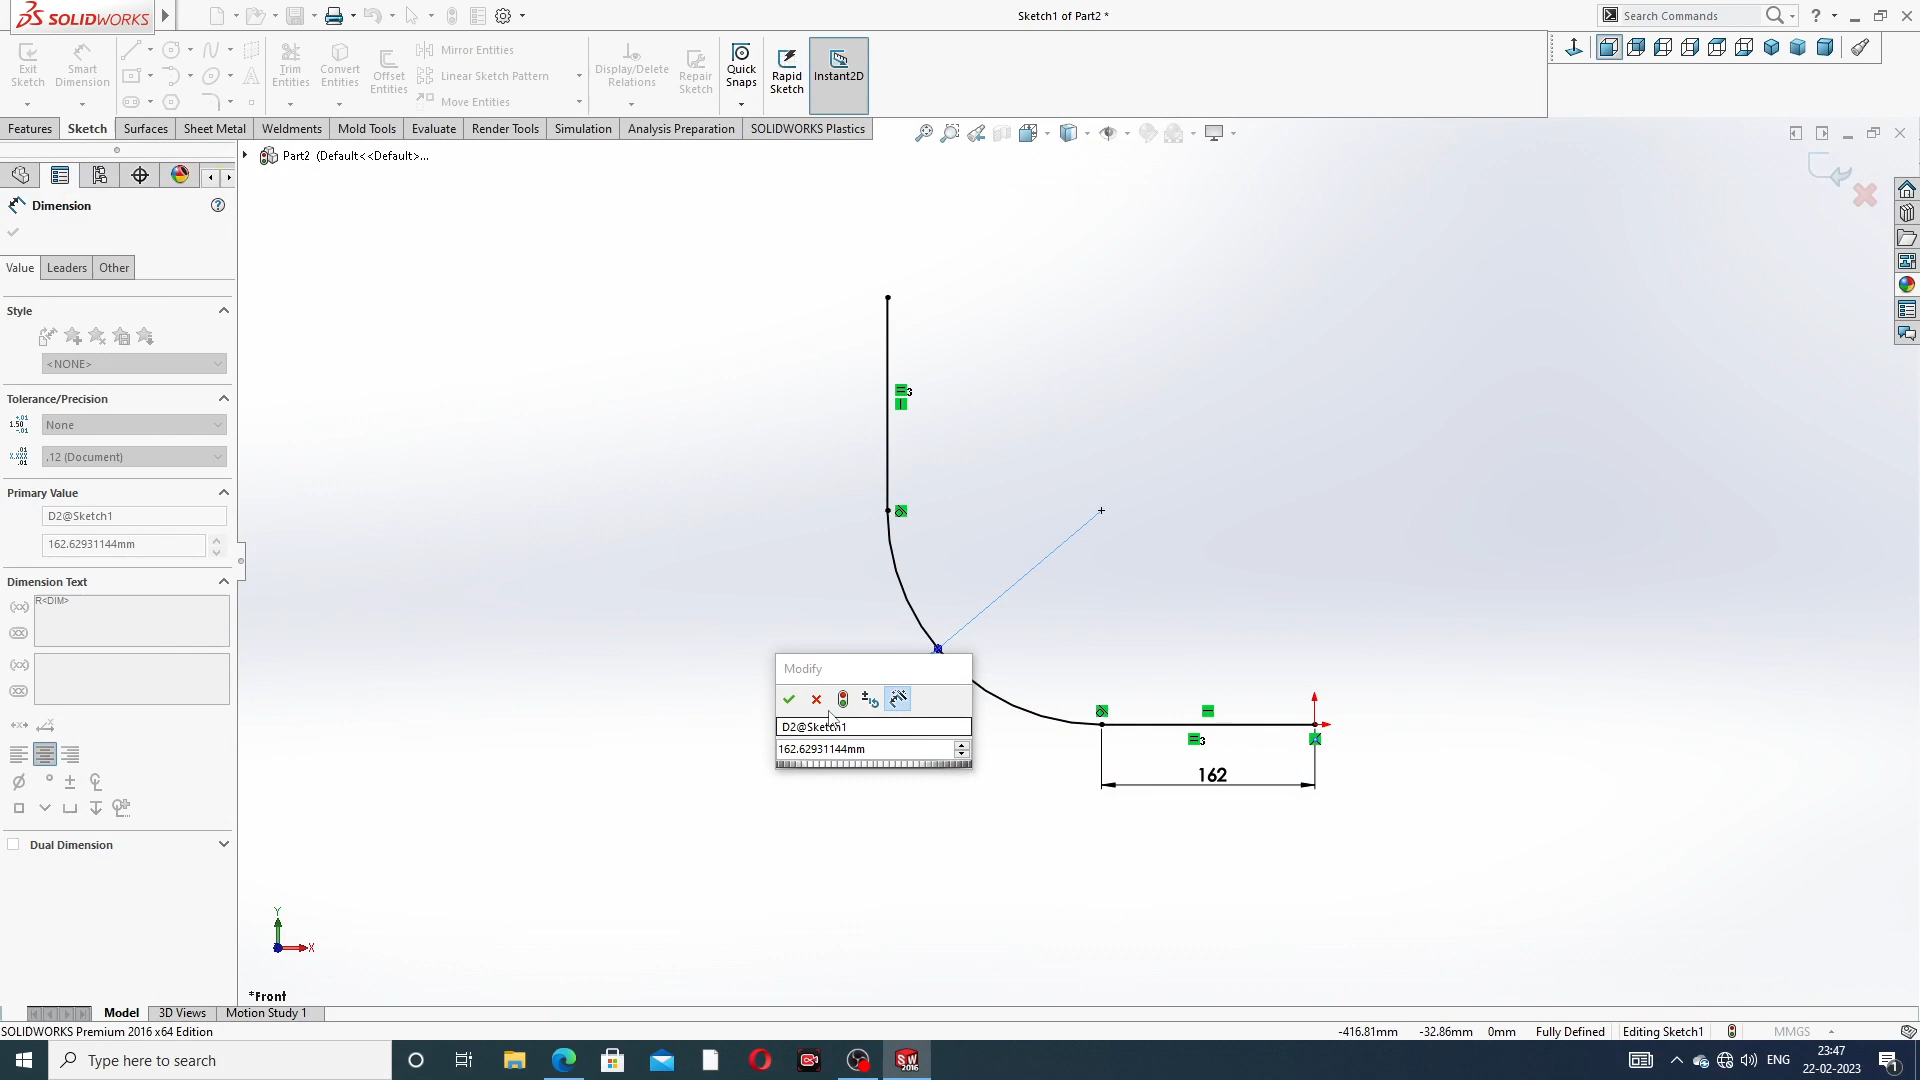 SOLIDWORKS
Sketch1 of Part2 *
Search Commands
Exit Sketch
Smart Dimension
Trim Entities
Convert Entities
Offset Entities
Mirror Entities
Linear Sketch Pattern
Move Entities
Display/Delete Relations
Repair Sketch
Quick Snaps
Rapid Sketch
Instant2D
Features
Sketch
Surfaces
Sheet Metal
Weldments
Mold Tools
Evaluate
Render Tools
Simulation
Analysis Preparation
SOLIDWORKS Plastics
Part2 (Default<<Default>...
Dimension
Value
Leaders
Other
Style
<NONE>
Tolerance/Precision
None
.12 (Document)
Primary Value
D2@Sketch1
162.62931144mm
Dimension Text
R<DIM>
Dual Dimension
3
Modify
D2@Sketch1
162.62931144mm
3
162
Y
X
*Front
Model
3D Views
Motion Study 1
SOLIDWORKS Premium 2016 x64 Edition
-416.81mm
-32.86mm
0mm
Fully Defined
Editing Sketch1
MMGS
Type here to search
ENG
23:47
22-02-2023
1